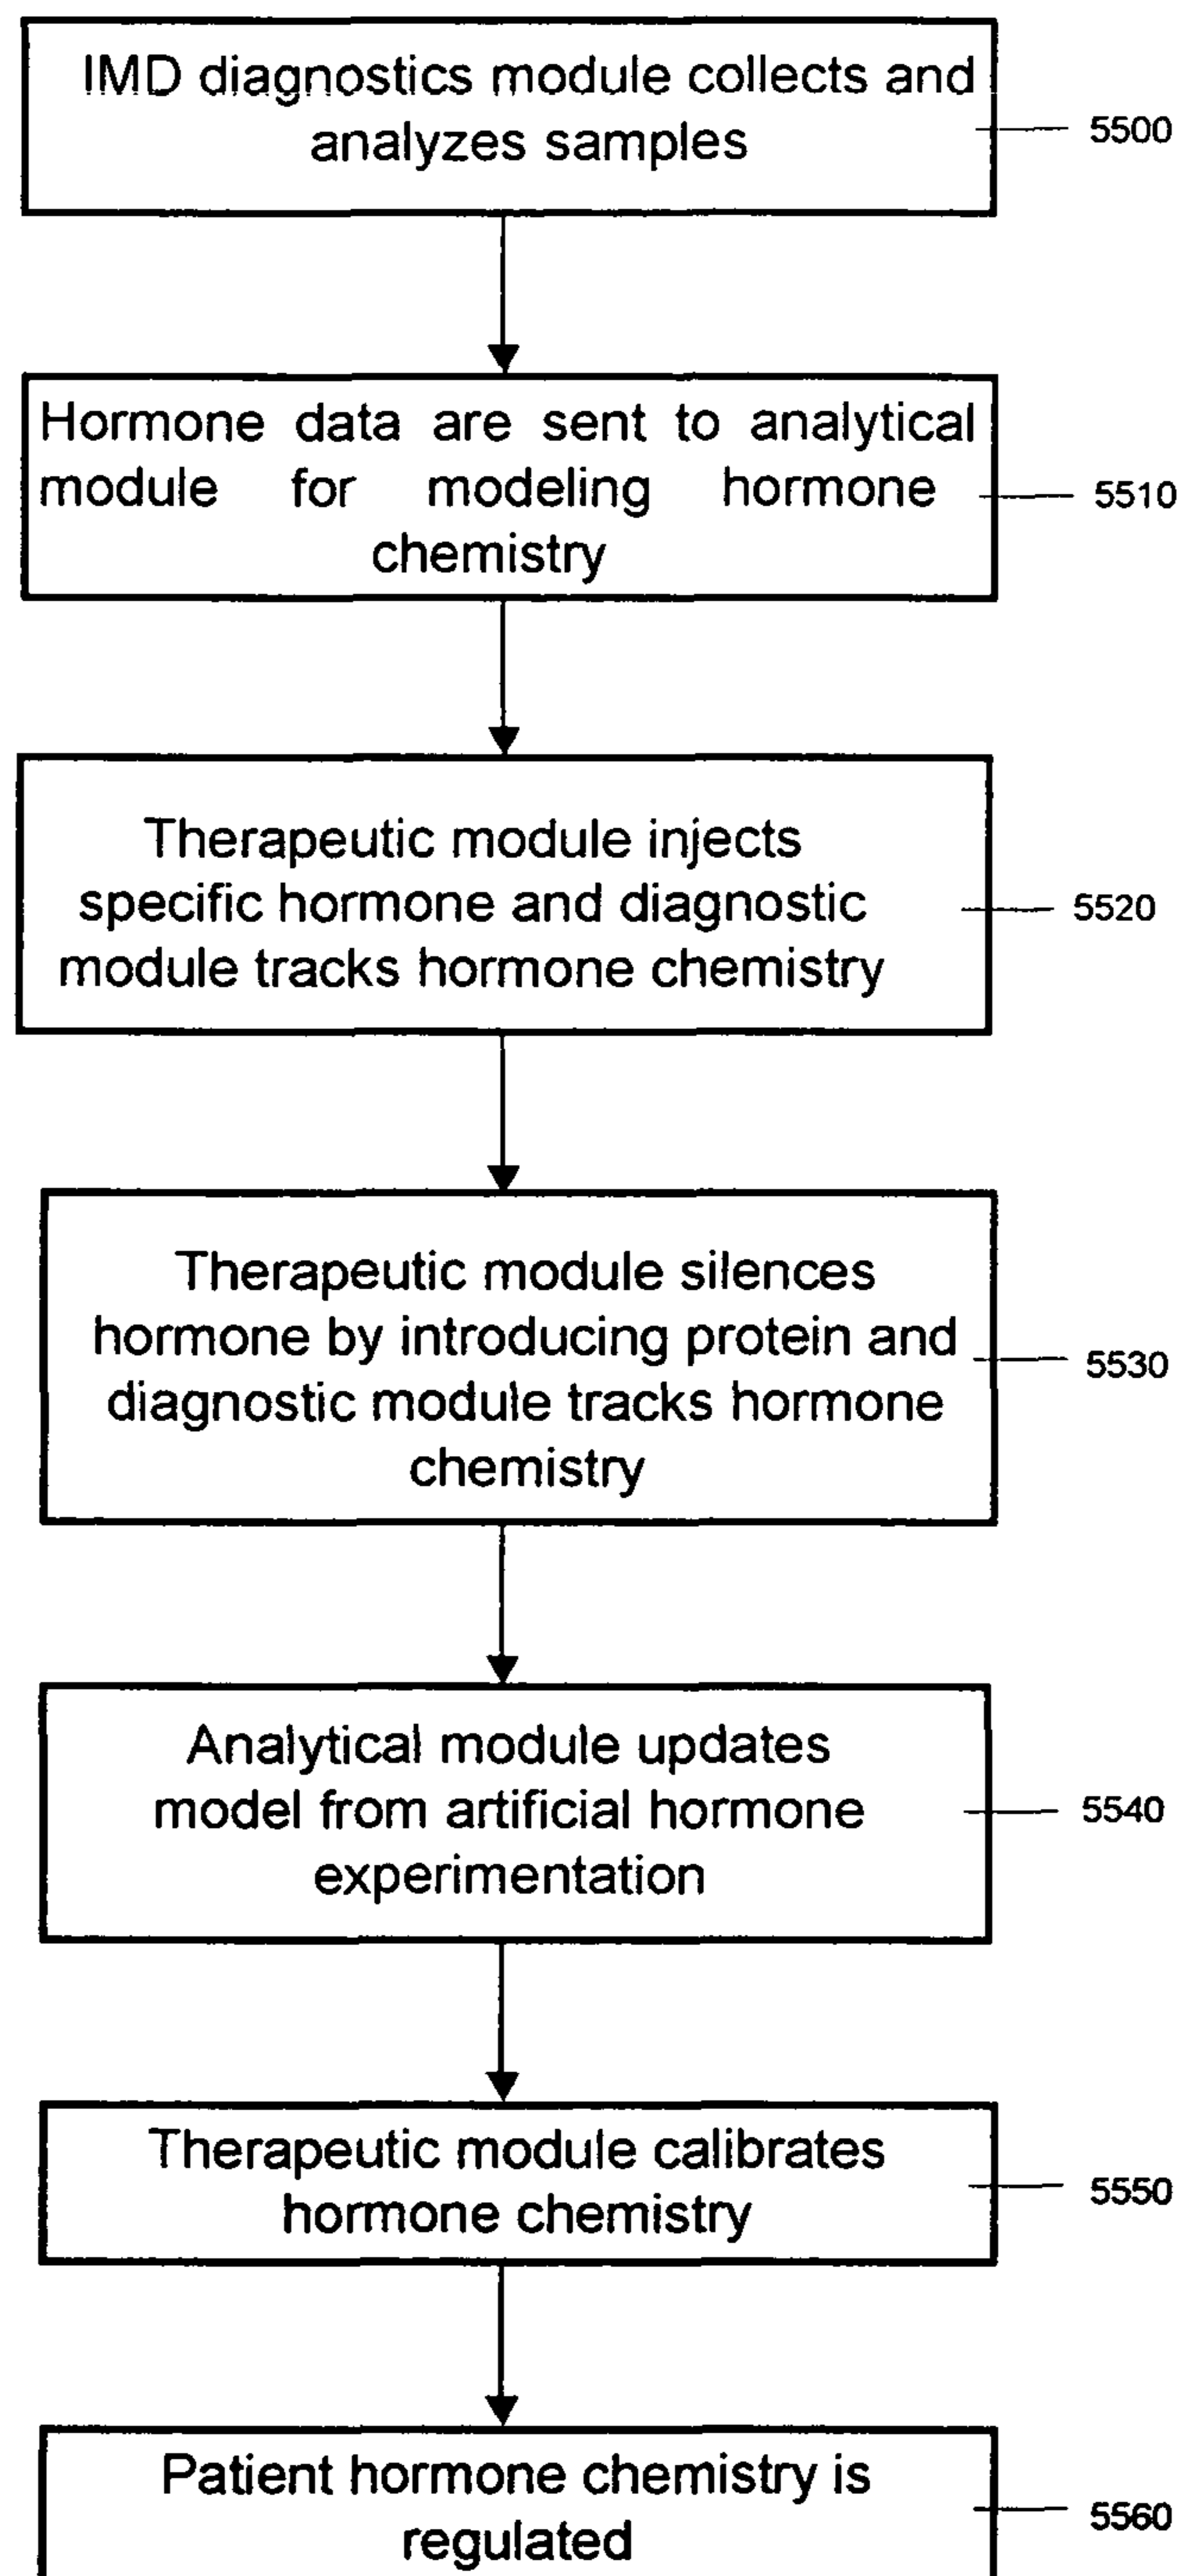 IMD diagnostics module collects and
analyzes samples
5500
Hormone data are sent to analytical
module for modeling hormone
chemistry
5510
Therapeutic module injects
specific hormone and diagnostic
module tracks hormone chemistry
5520
Therapeutic module silences
hormone by introducing protein and
diagnostic module tracks hormone
chemistry
5530
Analytical module updates
model from artificial hormone
experimentation
5540
Therapeutic module calibrates
hormone chemistry
5550
Patient hormone chemistry is
regulated
5560